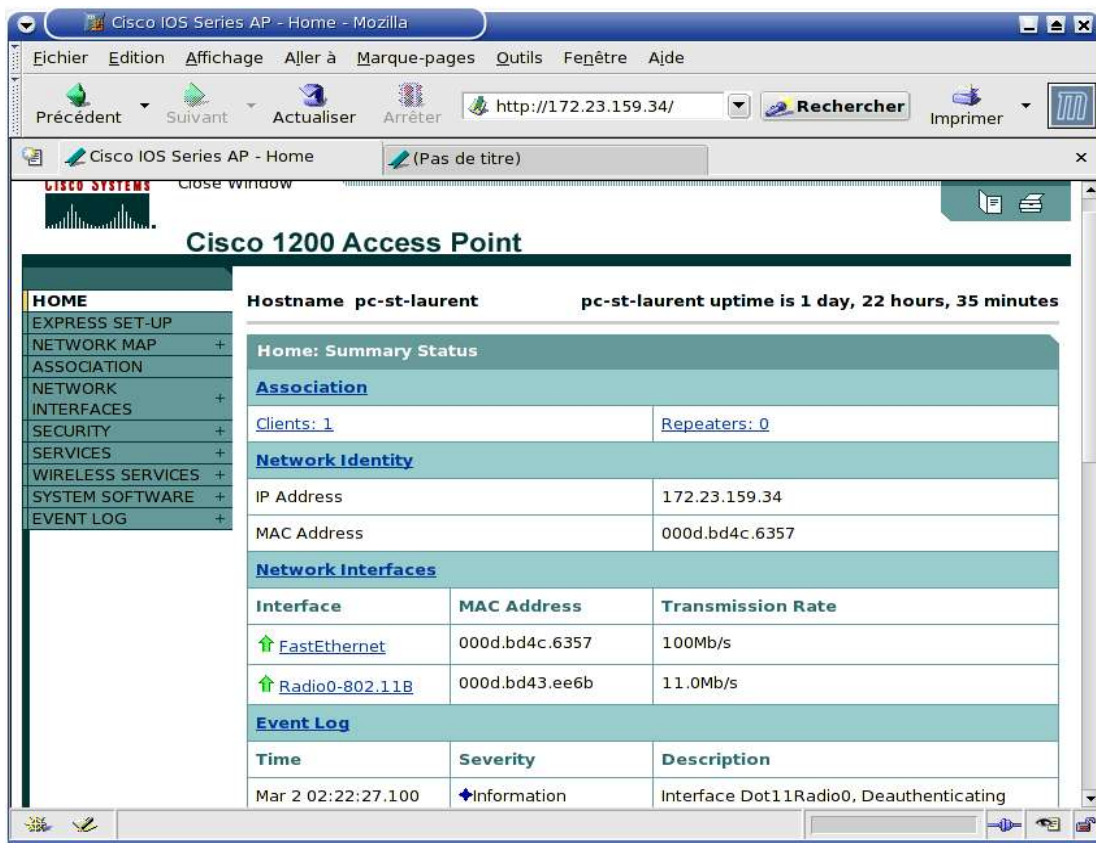 Cisco IOS Series AP - Home - Mozilla
Fichier Edition Affichage Aller à Marque-pages Outils Fenêtre Aide
Précédent Suivant Actualiser Arrêter http://172.23.159.34/ Rechercher Imprimer
Cisco IOS Series AP - Home (Pas de titre)
CISCO SYSTEMS Close Window
Cisco 1200 Access Point
HOME
EXPRESS SET-UP
NETWORK MAP +
ASSOCIATION
NETWORK INTERFACES +
SECURITY +
SERVICES +
WIRELESS SERVICES +
SYSTEM SOFTWARE +
EVENT LOG +
Hostname pc-st-laurent pc-st-laurent uptime is 1 day, 22 hours, 35 minutes
Home: Summary Status
Association
Clients: 1 Repeaters: 0
Network Identity
IP Address 172.23.159.34
MAC Address 000d.bd4c.6357
Network Interfaces
Interface MAC Address Transmission Rate
FastEthernet 000d.bd4c.6357 100Mb/s
Radio0-802.11B 000d.bd43.ee6b 11.0Mb/s
Event Log
Time Severity Description
Mar 2 02:22:27.100 Information Interface Dot11Radio0, Deauthenticating